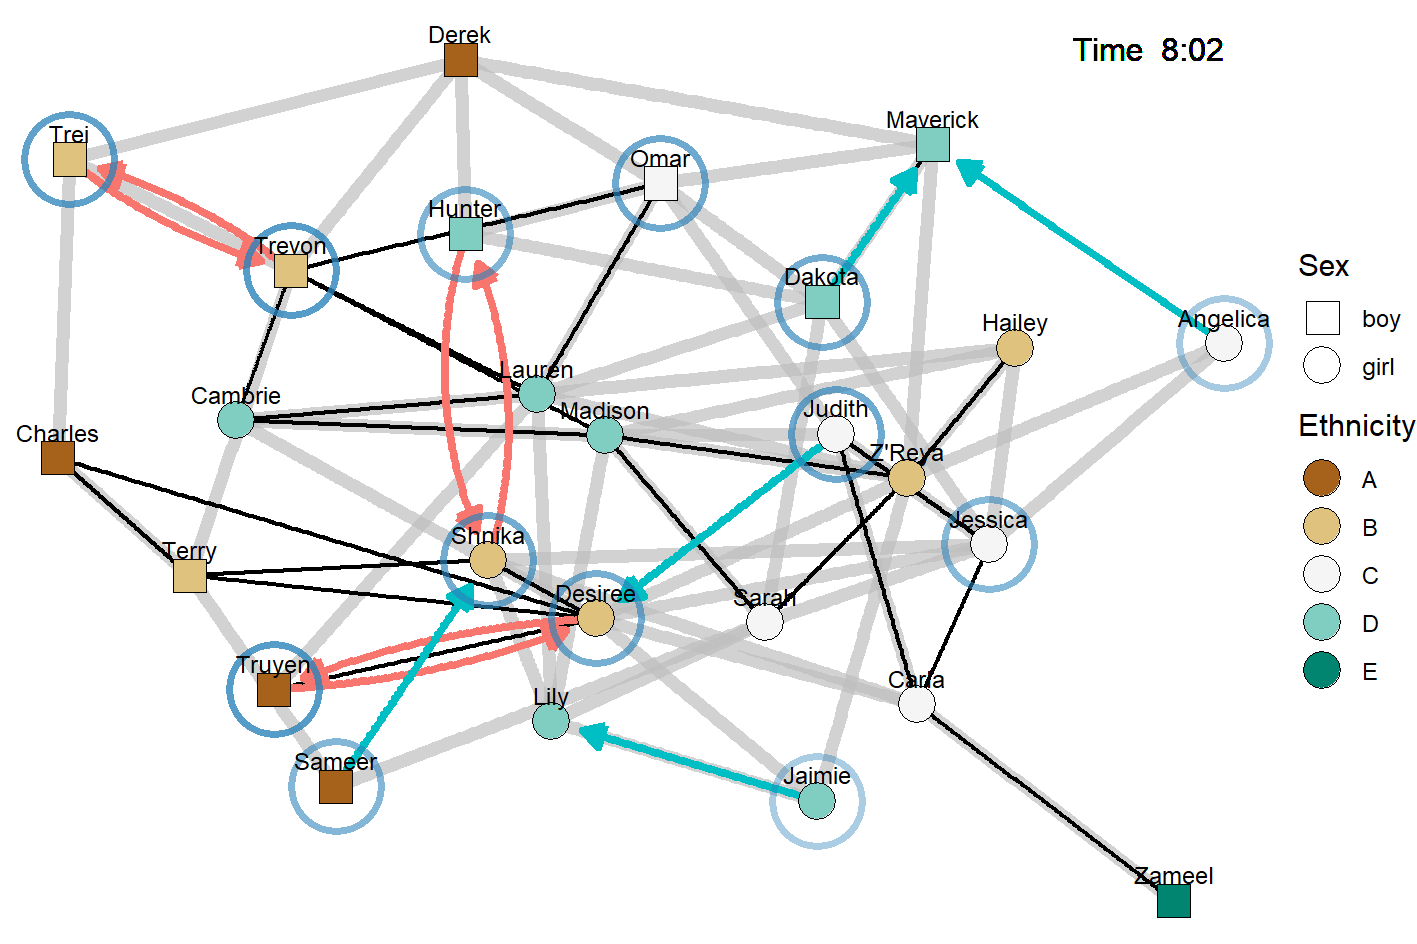 Derek
Time 8:02
Maverick
Trei
Omar
Hunter
Trevon
Dakota
Hailey
Angelica
Lauren
Cambrie
Madison
Judith
Charles
Z'Reya
Jessica
Shnika
Terry
Desiree
Sarah
Truyen
Lily
Carla
Sameer
Jaimie
Zameel
Sex
boy
girl
Ethnicity
A
B
C
D
E